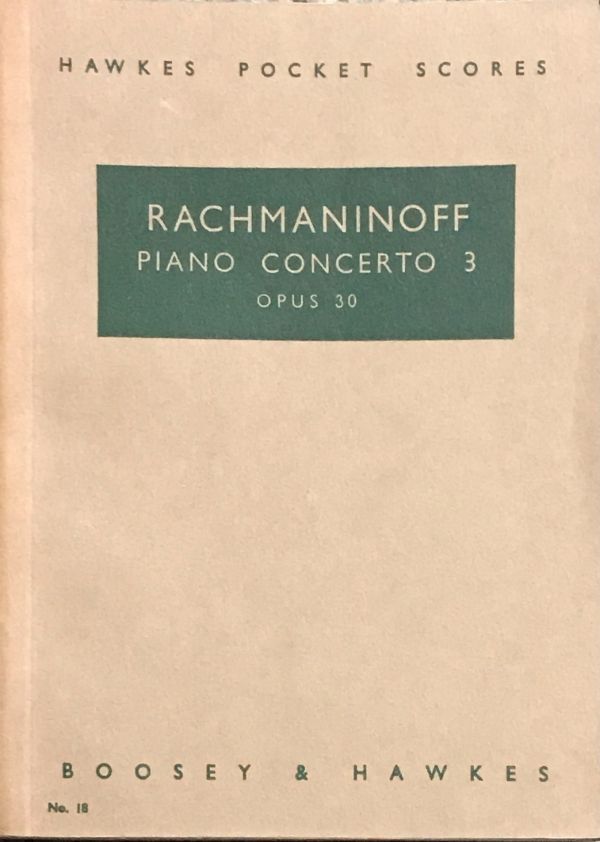 HAWKES POCKET SCORES
RACHMANINOFF
PIANO CONCERTO 3
OPUS 30
BOOSEY & HAWKES
No. 18